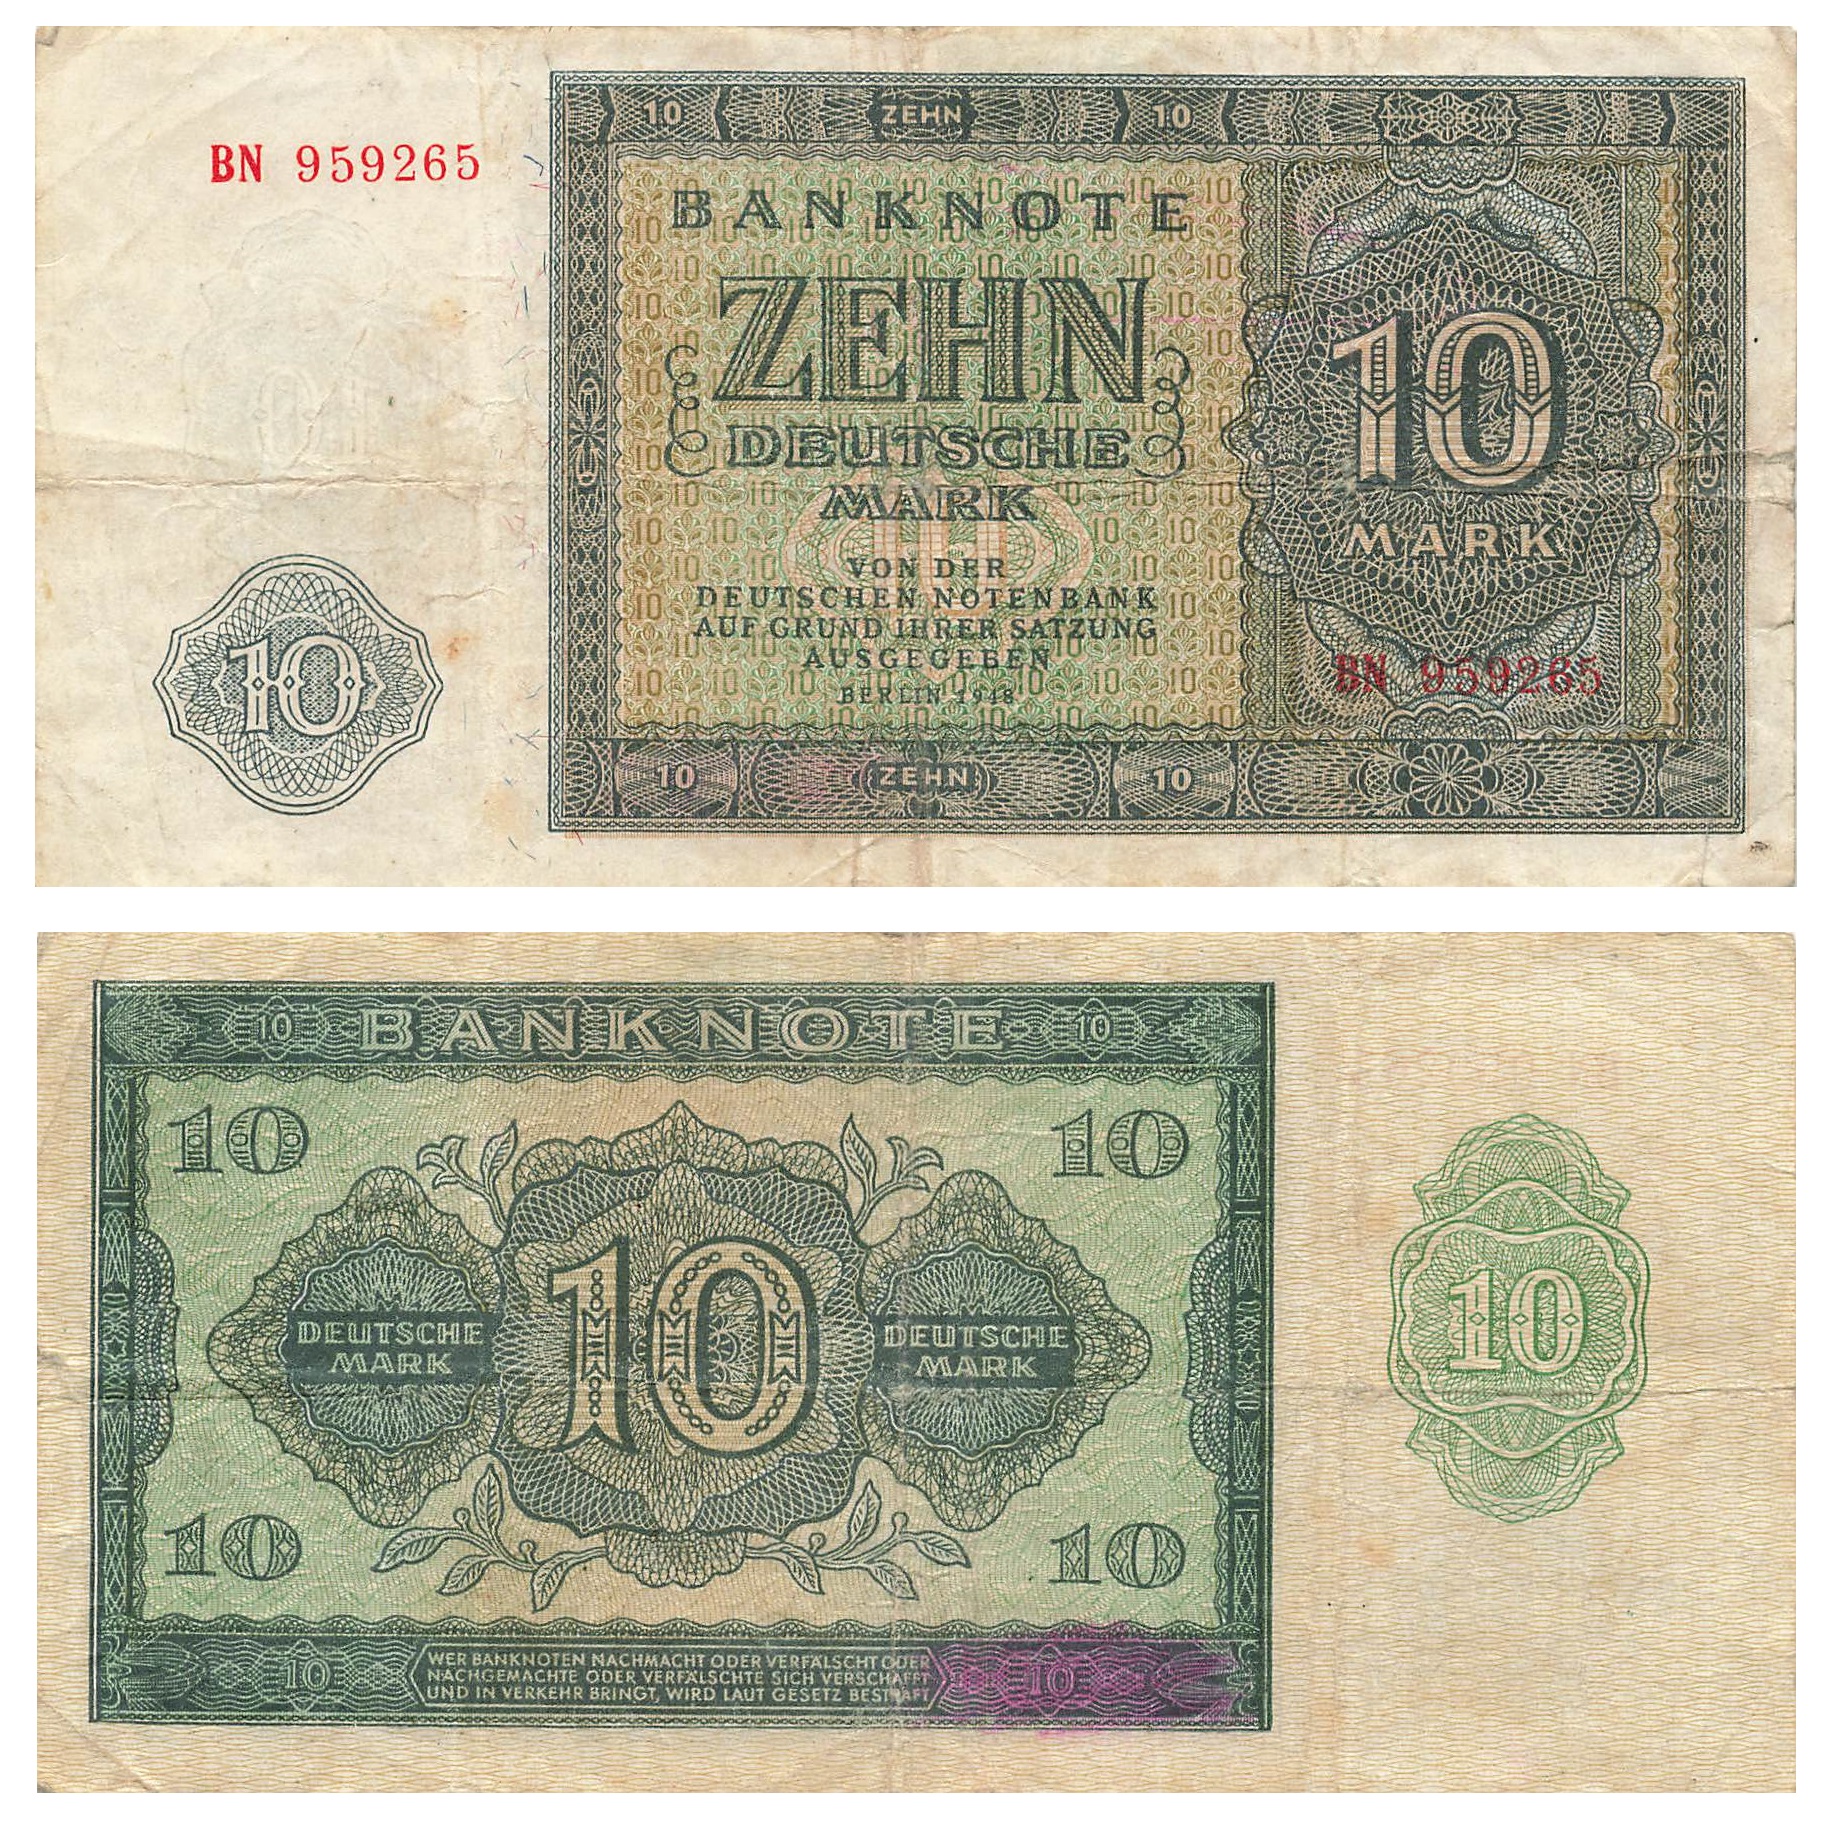 10 ZEHN 10
BN 959265
BANKNOTE
ZEHN
DEUTSCHE
MARK
10
MARK
VON DER
DEUTSCHEN NOTENBANK
AUF GRUND IHRER SATZUNG
AUSGEGEBEN
BERLIN 1948
BN 959265
10
10 ZEHN 10
10 BANKNOTE 10
10 10
DEUTSCHE
MARK
10
DEUTSCHE
MARK
10
10 10
10 WER BANKNOTEN NACHMACHT ODER VERFÄLSCHT ODER
NACHGEMACHTE ODER VERFÄLSCHTE SICH VERSCHAFFT
UND IN VERKEHR BRINGT, WIRD LAUT GESETZ BESTRAFT 10